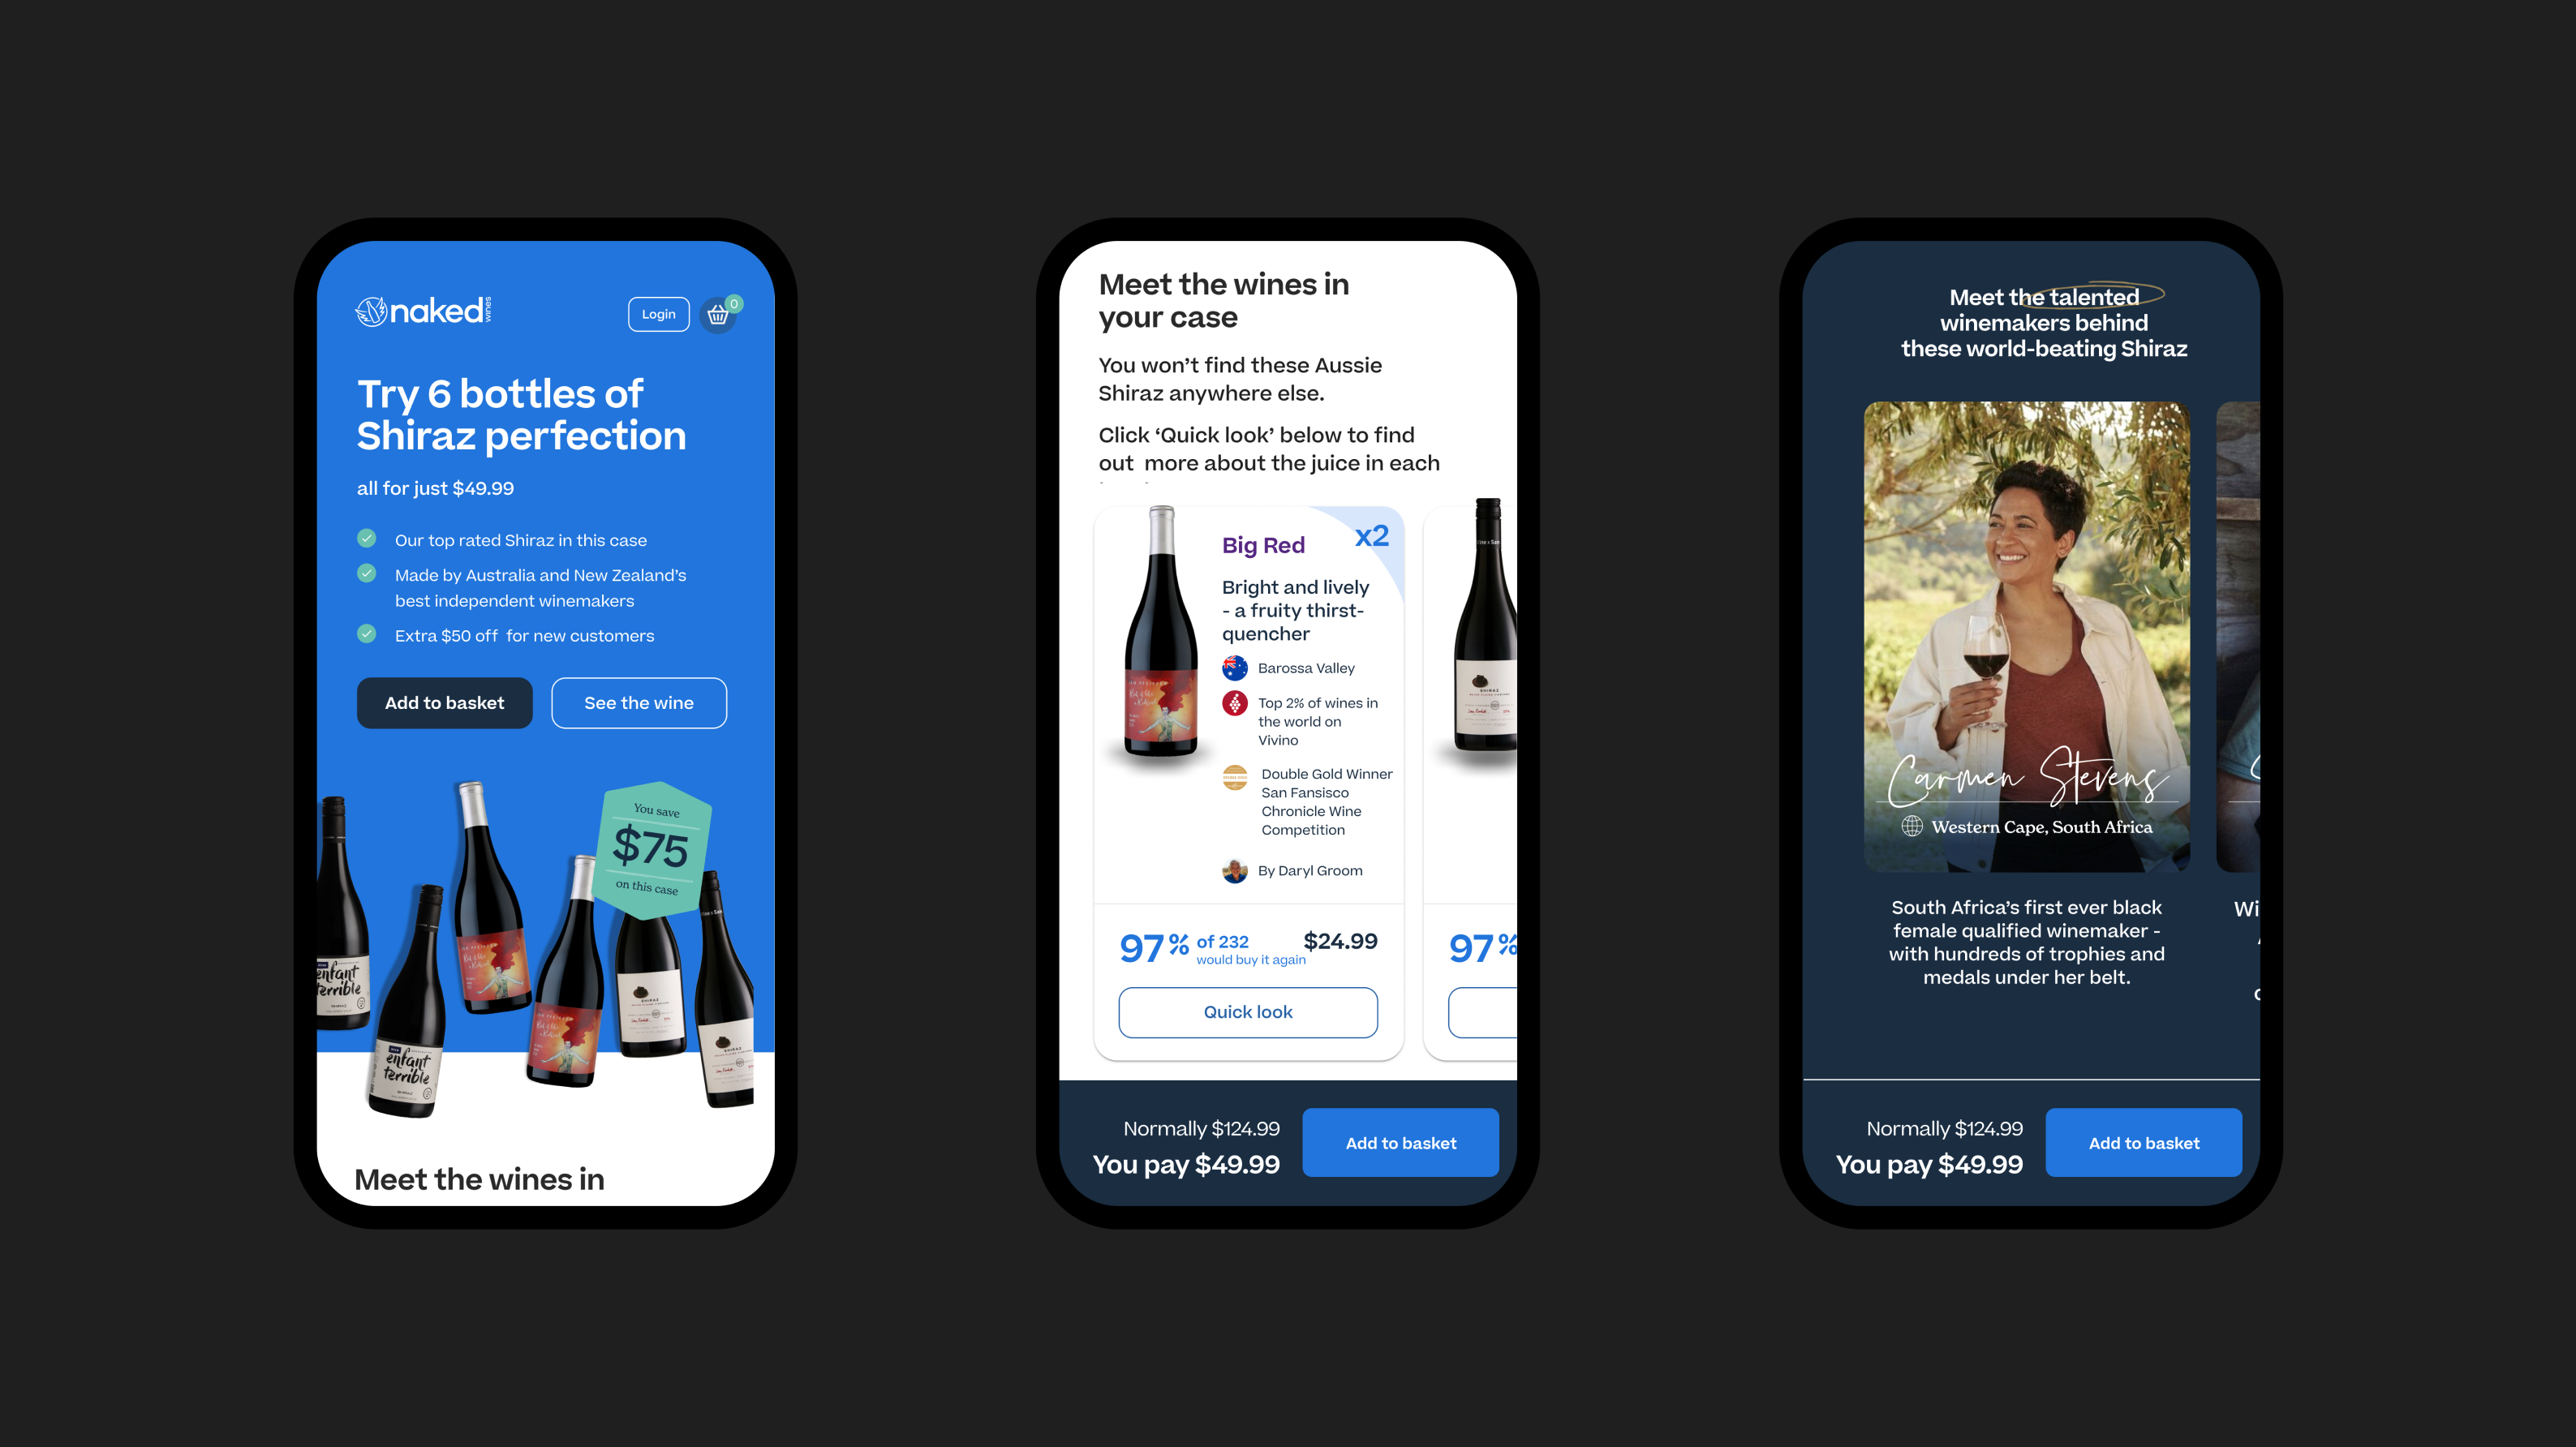 naked wines
Login
0
Try 6 bottles of
Shiraz perfection
all for just $49.99
Our top rated Shiraz in this case
Made by Australia and New Zealand's
best independent winemakers
Extra $50 off for new customers
Add to basket
See the wine
You save
$75
on this case
enfant
terrible
enfant
terrible
SHIRAZ
SHIRAZ
Meet the wines in
Meet the wines in
your case
You won't find these Aussie
Shiraz anywhere else.
Click ‘Quick look’ below to find
out more about the juice in each
Big Red
x2
Bright and lively
- a fruity thirst-
quencher
Barossa Valley
Top 2% of wines in
the world on
Vivino
Double Gold Winner
San Fansisco
Chronicle Wine
Competition
By Daryl Groom
SHIRAZ
97% of 232
would buy it again
$24.99
Quick look
97%
Normally $124.99
You pay $49.99
Add to basket
Meet the talented
winemakers behind
these world-beating Shiraz
Carmen Stevens
Western Cape, South Africa
South Africa's first ever black
female qualified winemaker -
with hundreds of trophies and
medals under her belt.
Wi
Normally $124.99
You pay $49.99
Add to basket